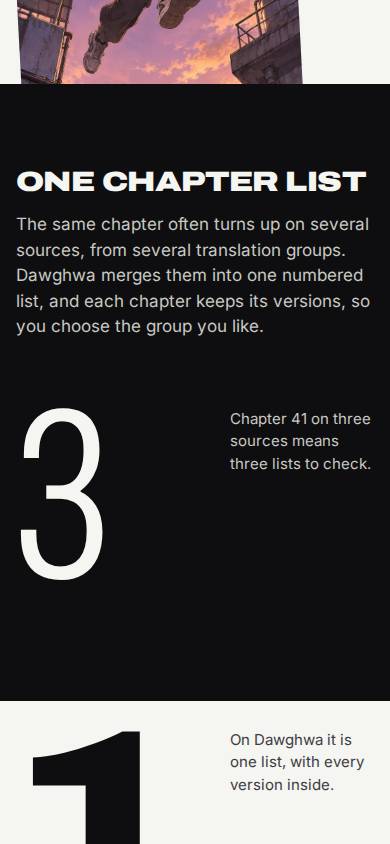 ONE CHAPTER LIST
The same chapter often turns up on several
sources, from several translation groups.
Dawghwa merges them into one numbered
list, and each chapter keeps its versions, so
you choose the group you like.
3
Chapter 41 on three
sources means
three lists to check.
1
On Dawghwa it is
one list, with every
version inside.